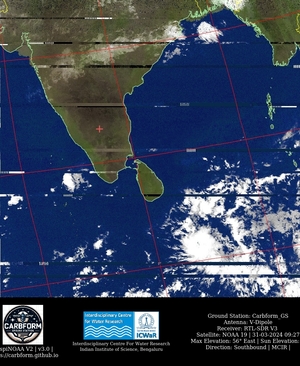 CARBFORM
spiNOAA V2 | v3.0 |
s://carbform.github.io
Interdisciplinary Centre
for Water Research
ICWaR
Interdisciplinary Centre For Water Research
Indian Institute of Science, Bengaluru
Ground Station: Carbform_GS
Antenna: V-Dipole
Receiver: RTL-SDR V3
Satellite: NOAA 19 | 31-03-2024 09:27
Max Elevation: 56° East | Sun Elevation:
Direction: Southbound | MCIR |